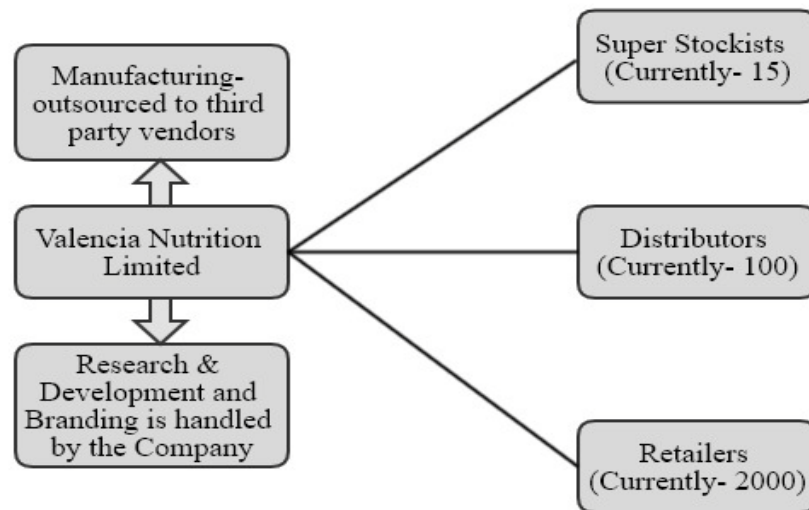 Manufacturing-
outsourced to third
party vendors
Valencia Nutrition
Limited
Research &
Development and
Branding is handled
by the Company
Super Stockists
(Currently- 15)
Distributors
(Currently- 100)
Retailers
(Currently- 2000)